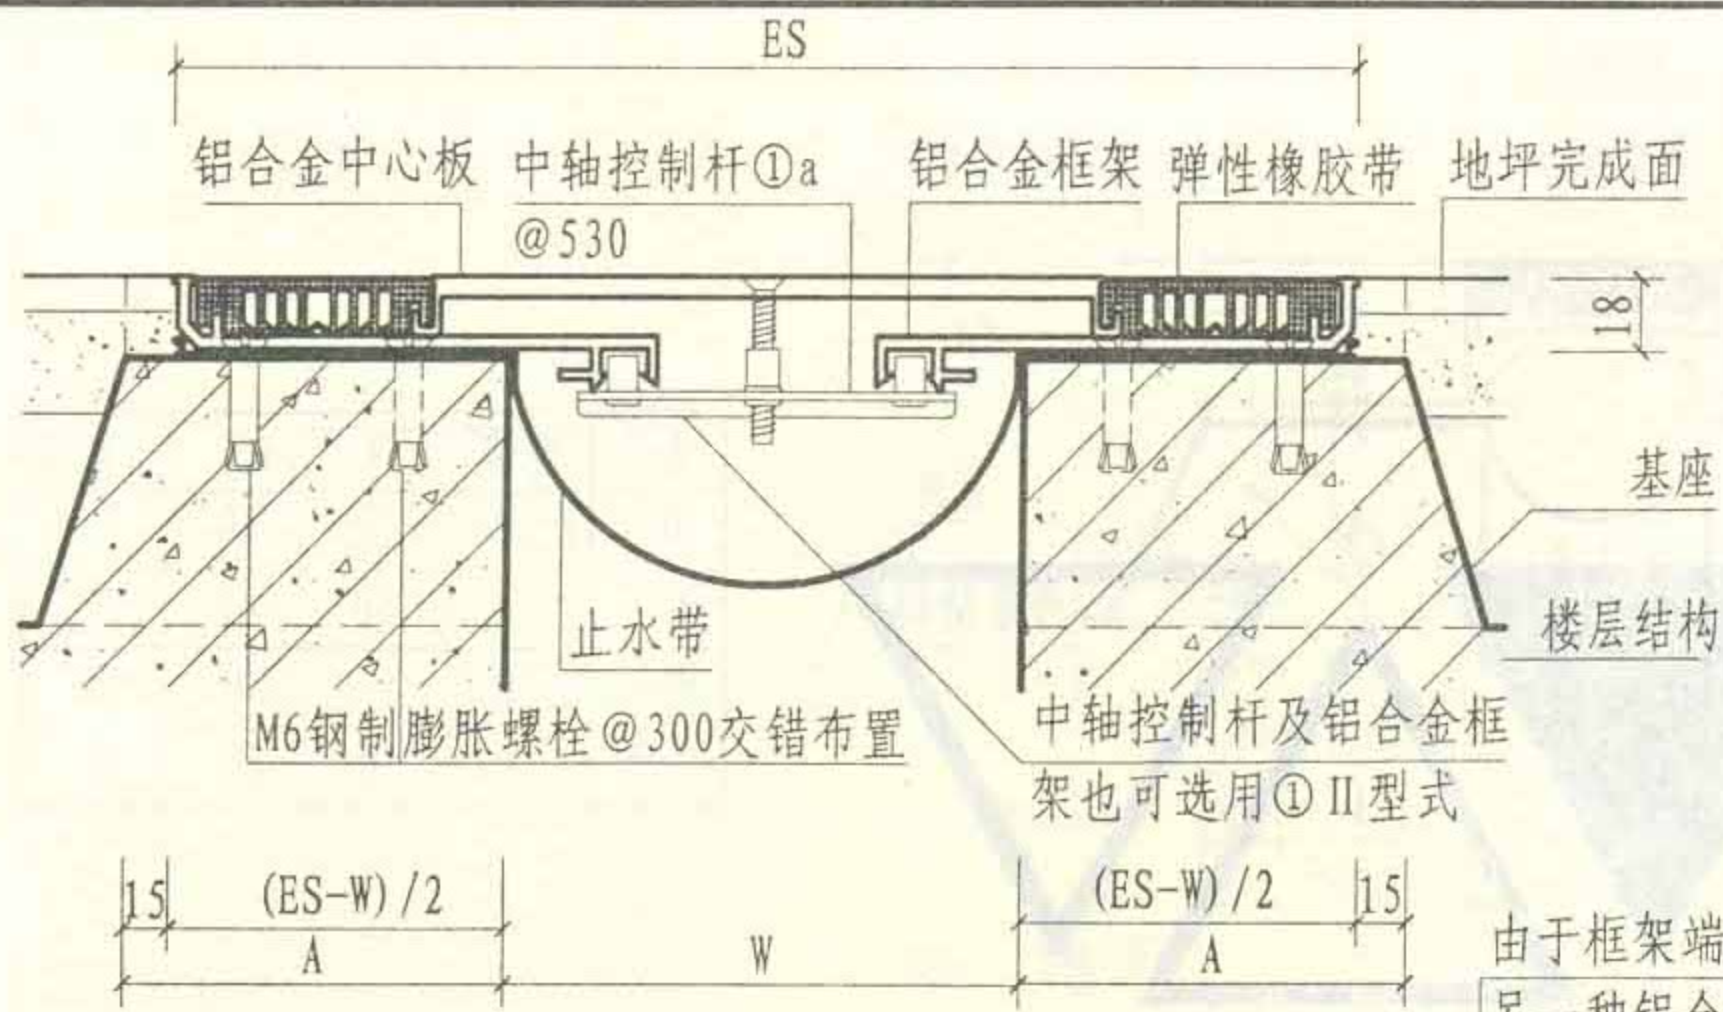 ES
铝合金中心板 中轴控制杆①a 铝合金框架 弹性橡胶带 地坪完成面
@530
18
基座
止水带
楼层结构
M6钢制膨胀螺栓@300交错布置
中轴控制杆及铝合金框
架也可选用①II型式
15 (ES-W)/2 (ES-W)/2 15
A W A
由于框架端